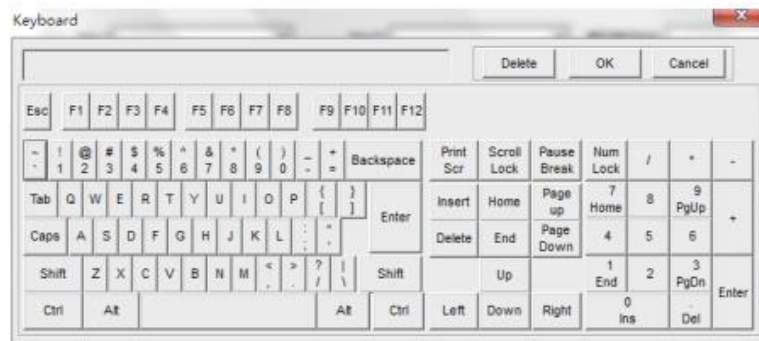 Keyboard
Delete OK Cancel
Esc F1 F2 F3 F4 F5 F6 F7 F8 F9 F10 F11 F12
~ ! @ # $ % ^ & * ( ) _ + Backspace Print Scroll Pause Num / * -
` 1 2 3 4 5 6 7 8 9 0 - = Scr Lock Break Lock
Tab Q W E R T Y U I O P { } Enter Insert Home Page 7 8 9 +
[ ] up Home PgUp
Caps A S D F G H J K L : " Delete End Page 4 5 6
; ' Down
Shift Z X C V B N M < > ? | Shift Up 1 2 3 Enter
, . / \ End PgDn
Ctrl Alt Alt Ctrl Left Down Right 0 .
Ins Del